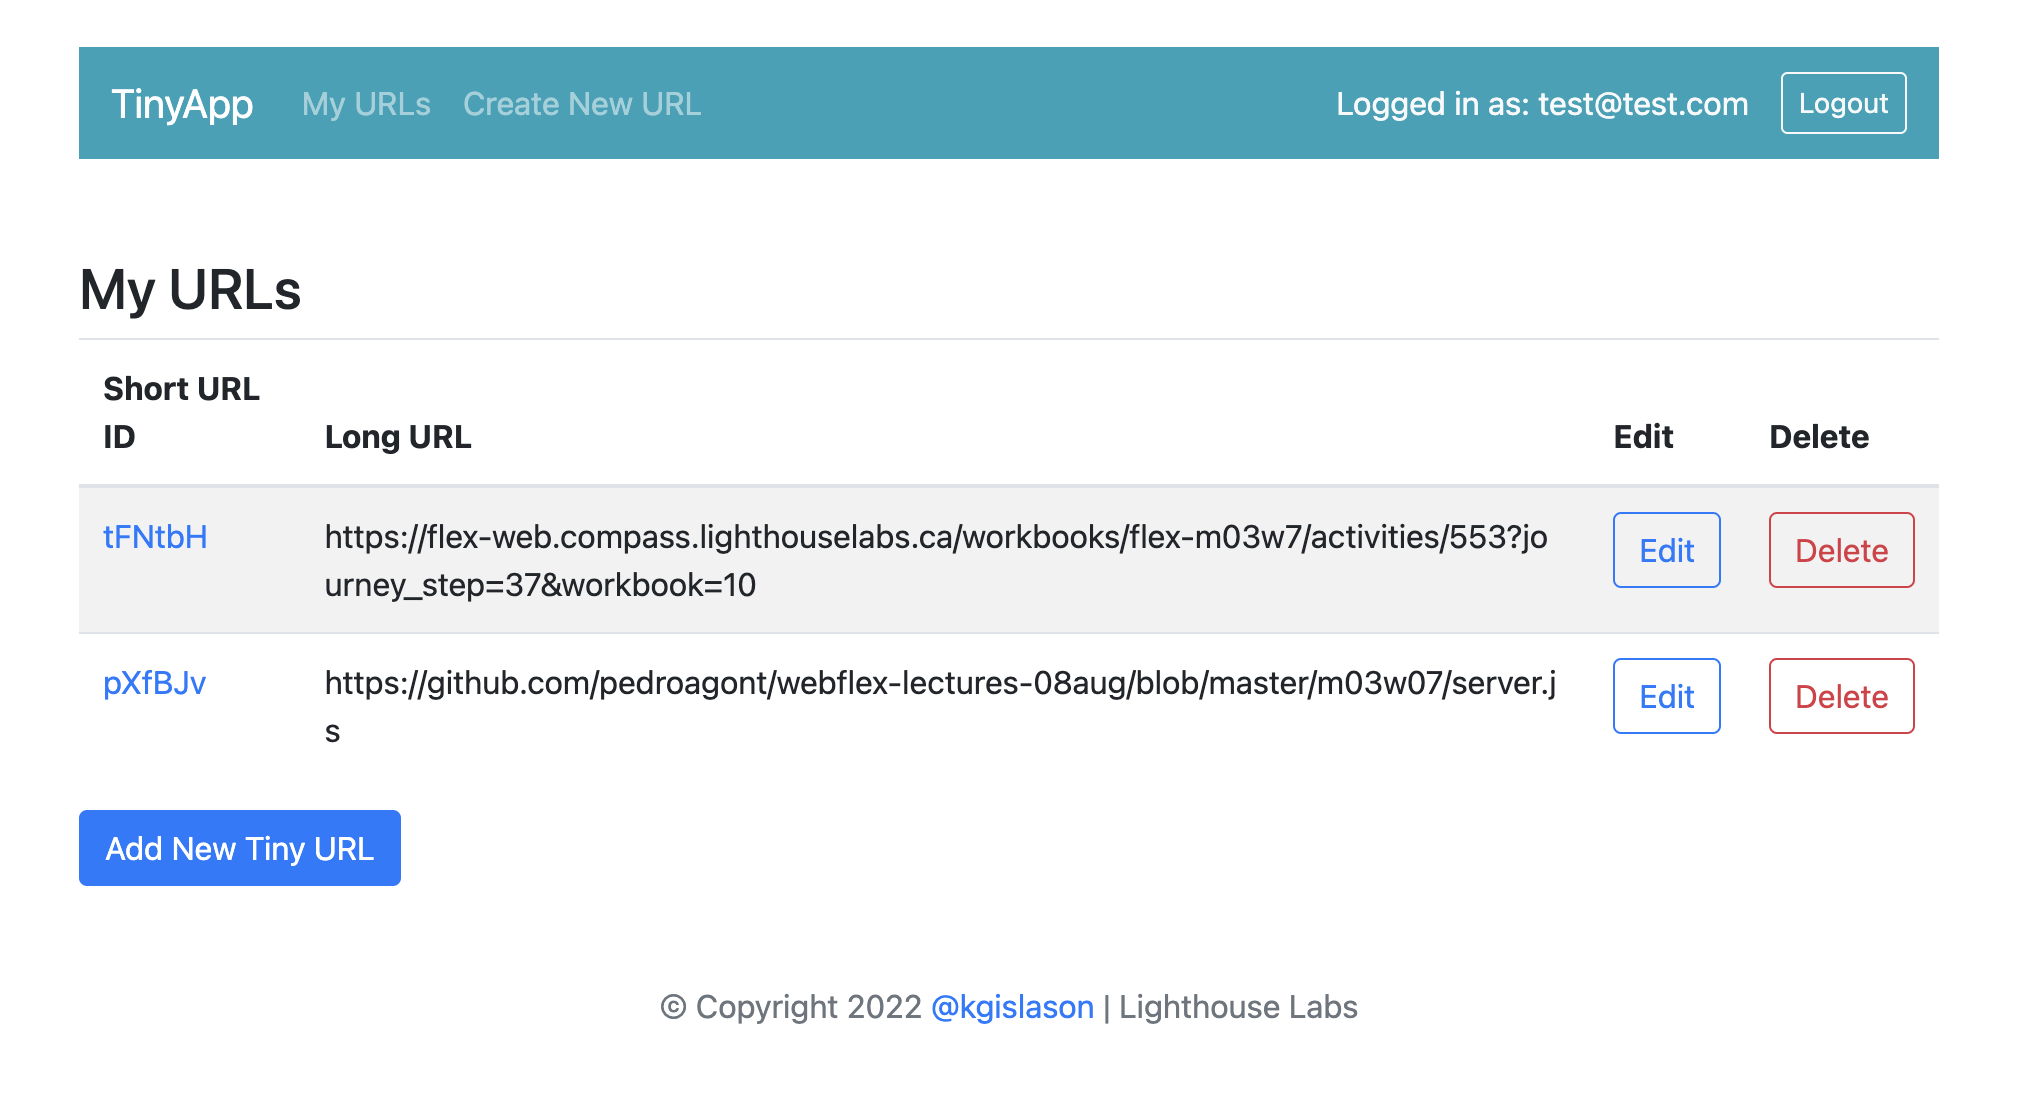 TinyApp My URLs Create New URL Logged in as: test@test.com Logout
My URLs
Short URL
ID Long URL Edit Delete
tFNtbH https://flex-web.compass.lighthouselabs.ca/workbooks/flex-m03w7/activities/553?jo Edit Delete
urney_step=37&workbook=10
pXfBJv https://github.com/pedroagont/webflex-lectures-08aug/blob/master/m03w07/server.j Edit Delete
s
Add New Tiny URL
© Copyright 2022 @kgislason | Lighthouse Labs